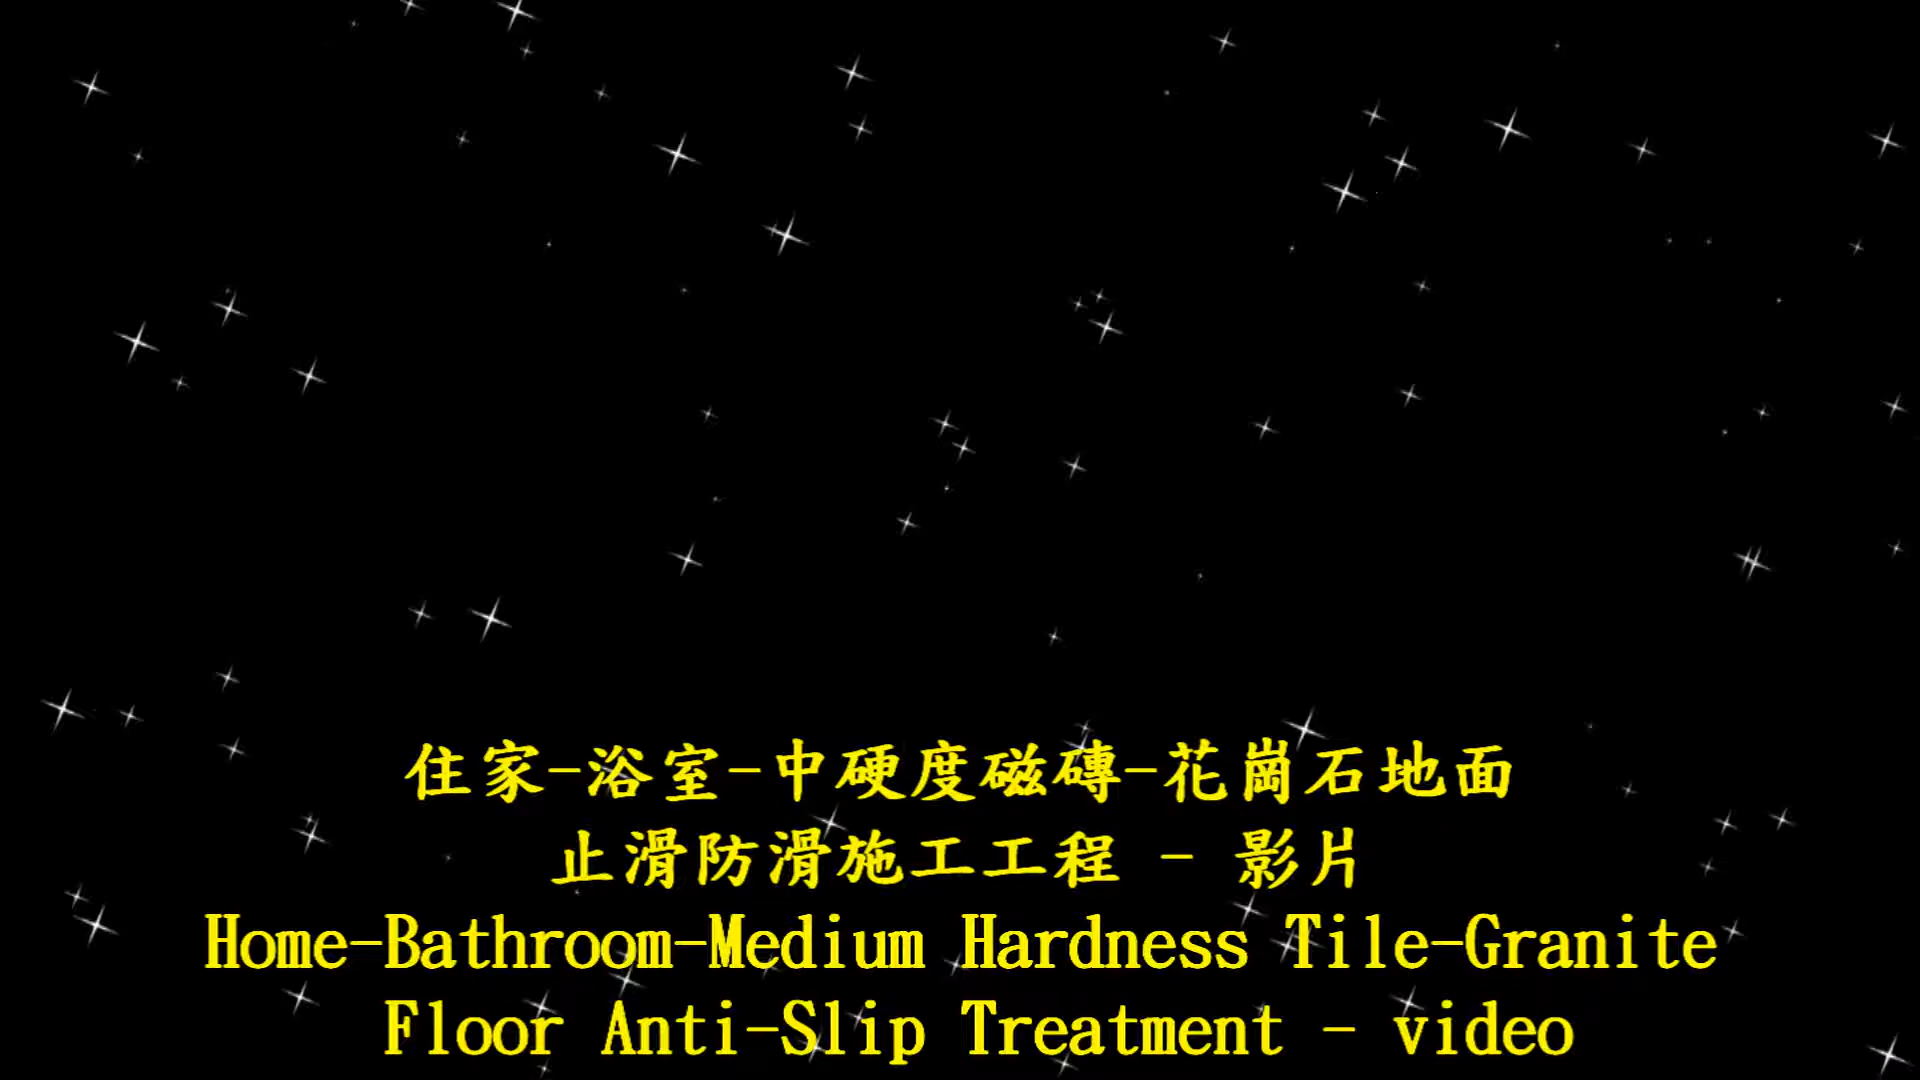 住家-浴室-中硬度磁磚-花崗石地面
止滑防滑施工工程 - 影片
Home-Bathroom-Medium Hardness Tile-Granite
Floor Anti-Slip Treatment - video